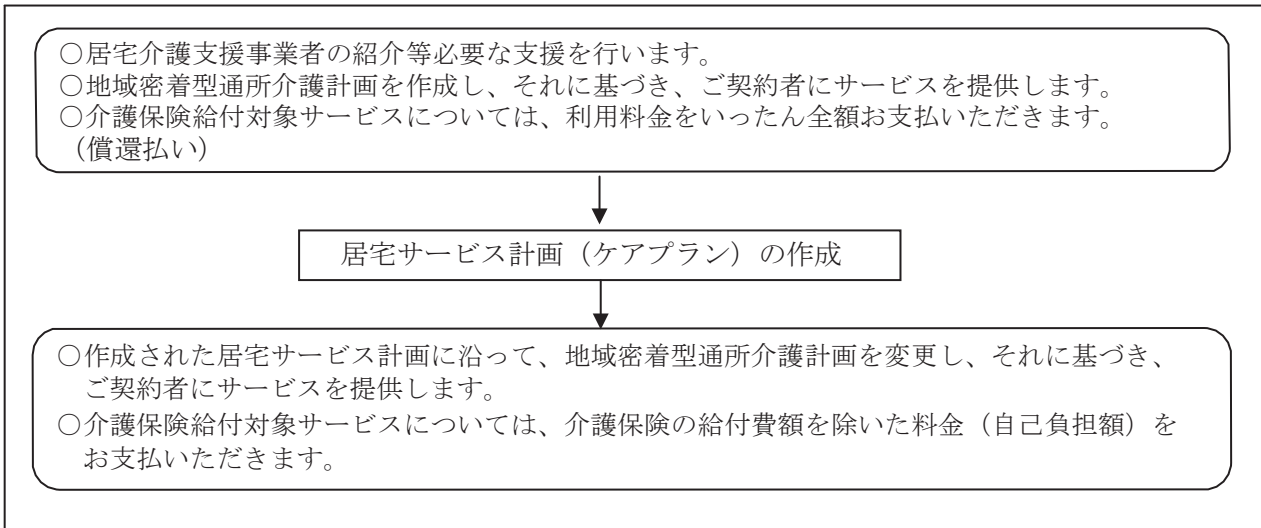 ○居宅介護支援事業者の紹介等必要な支援を行います。
○地域密着型通所介護計画を作成し、それに基づき、ご契約者にサービスを提供します。
○介護保険給付対象サービスについては、利用料金をいったん全額お支払いただきます。
（償還払い）
居宅サービス計画（ケアプラン）の作成
○作成された居宅サービス計画に沿って、地域密着型通所介護計画を変更し、それに基づき、
ご契約者にサービスを提供します。
○介護保険給付対象サービスについては、介護保険の給付費額を除いた料金（自己負担額）を
お支払いただきます。